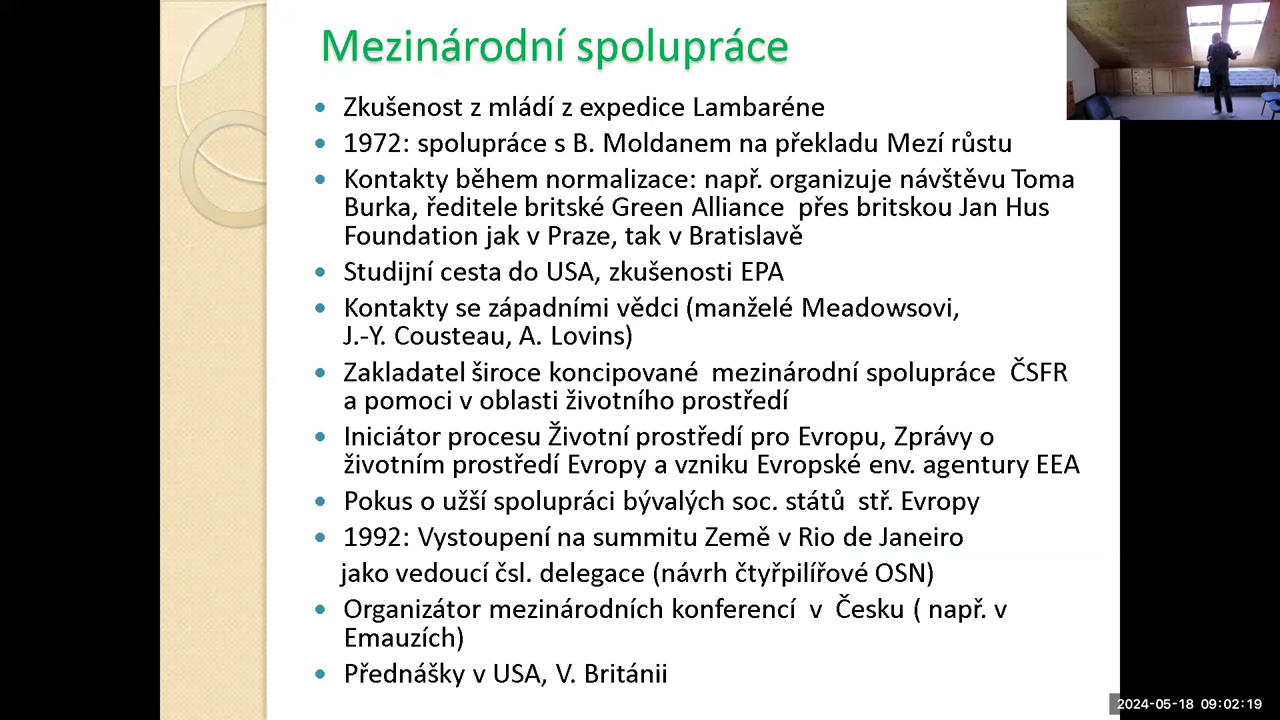 Mezinárodní spolupráce
Zkušenost z mládí z expedice Lambaréne
1972: spolupráce s B. Moldanem na překladu Mezí růstu
Kontakty během normalizace: např. organizuje návštěvu Toma
Burka, ředitele britské Green Alliance přes britskou Jan Hus
Foundation jak v Praze, tak v Bratislavě
Studijní cesta do USA, zkušenosti EPA
Kontakty se západními vědci (manželé Meadowsovi,
J.-Y. Cousteau, A. Lovins)
Zakladatel široce koncipované mezinárodní spolupráce ČSFR
a pomoci v oblasti životního prostředí
Iniciátor procesu Životní prostředí pro Evropu, Zprávy o
životním prostředí Evropy a vzniku Evropské env. agentury EEA
Pokus o užší spolupráci bývalých soc. států stř. Evropy
1992: Vystoupení na summitu Země v Rio de Janeiro
jako vedoucí čsl. delegace (návrh čtyřpilířové OSN)
Organizátor mezinárodních konferencí v Česku ( např. v
Emauzích)
Přednášky v USA, V. Británii
2024-05-18 09:02:19